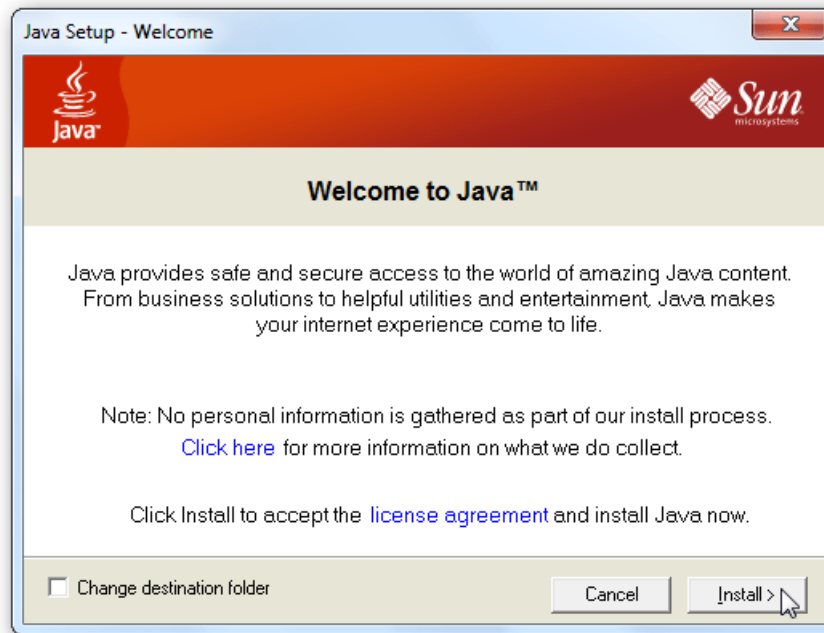 Java Setup - Welcome
Java™
Sun
microsystems
Welcome to Java™
Java provides safe and secure access to the world of amazing Java content.
From business solutions to helpful utilities and entertainment, Java makes
your internet experience come to life.
Note: No personal information is gathered as part of our install process.
Click here for more information on what we do collect.
Click Install to accept the license agreement and install Java now.
Change destination folder
Cancel
Install >